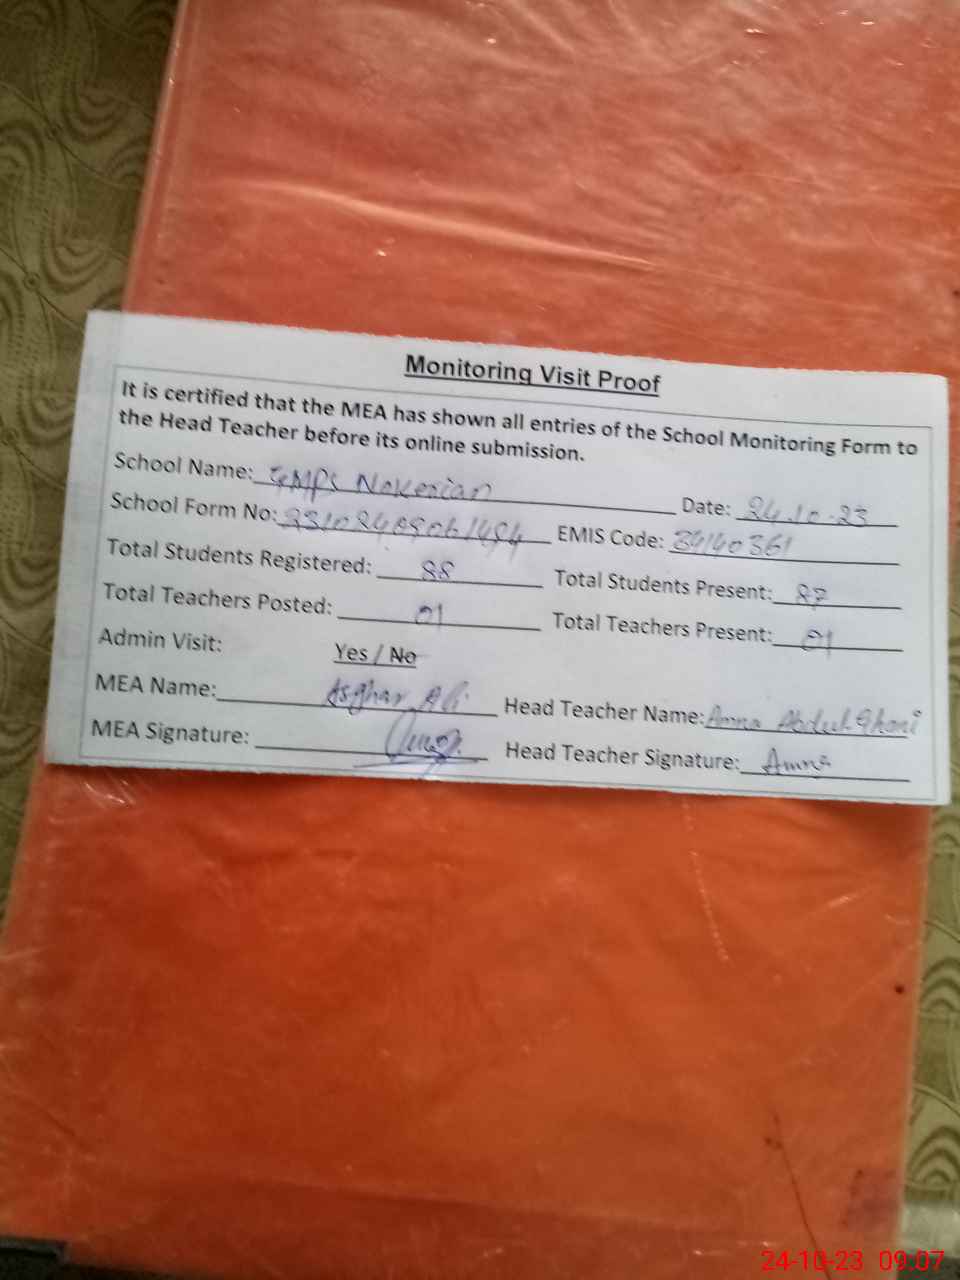 Monitoring Visit Proof
It is certified that the MEA has shown all entries of the School Monitoring Form to
the Head Teacher before its online submission.
School Name: GMPS Nokerian Date: 24.10.23
School Form No: EMIS Code: 34140361
Total Students Registered: 88 Total Students Present: 87
Total Teachers Posted: 01 Total Teachers Present: 01
Admin Visit: Yes / No
MEA Name: Asghar Ali Head Teacher Name: Amna Abdul Ghani
MEA Signature: Head Teacher Signature: Amna
24-10-23 09:07